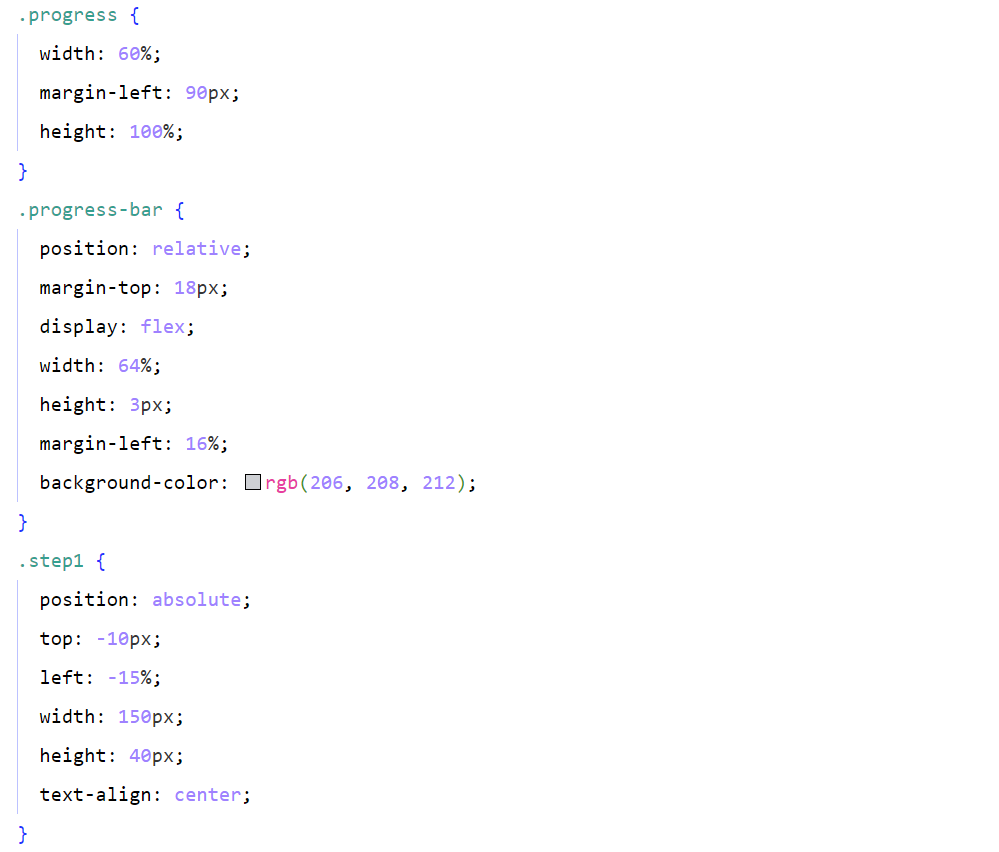 .progress {
width: 60%;
margin-left: 90px;
height: 100%;
}
.progress-bar {
position: relative;
margin-top: 18px;
display: flex;
width: 64%;
height: 3px;
margin-left: 16%;
background-color: rgb(206, 208, 212);
}
.step1 {
position: absolute;
top: -10px;
left: -15%;
width: 150px;
height: 40px;
text-align: center;
}